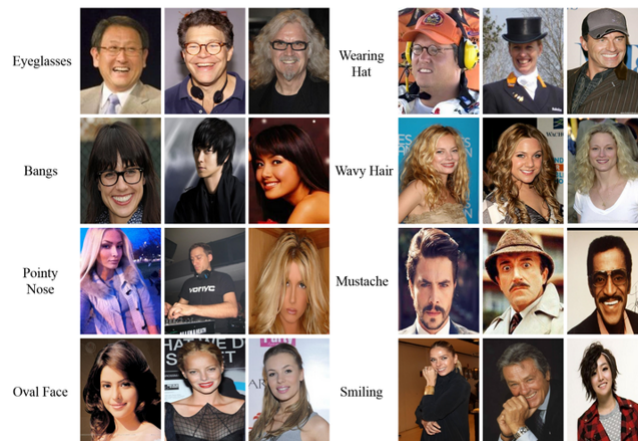 Eyeglasses
Wearing
Hat
Bangs
Wavy Hair
Pointy
Nose
Mustache
Oval Face
Smiling